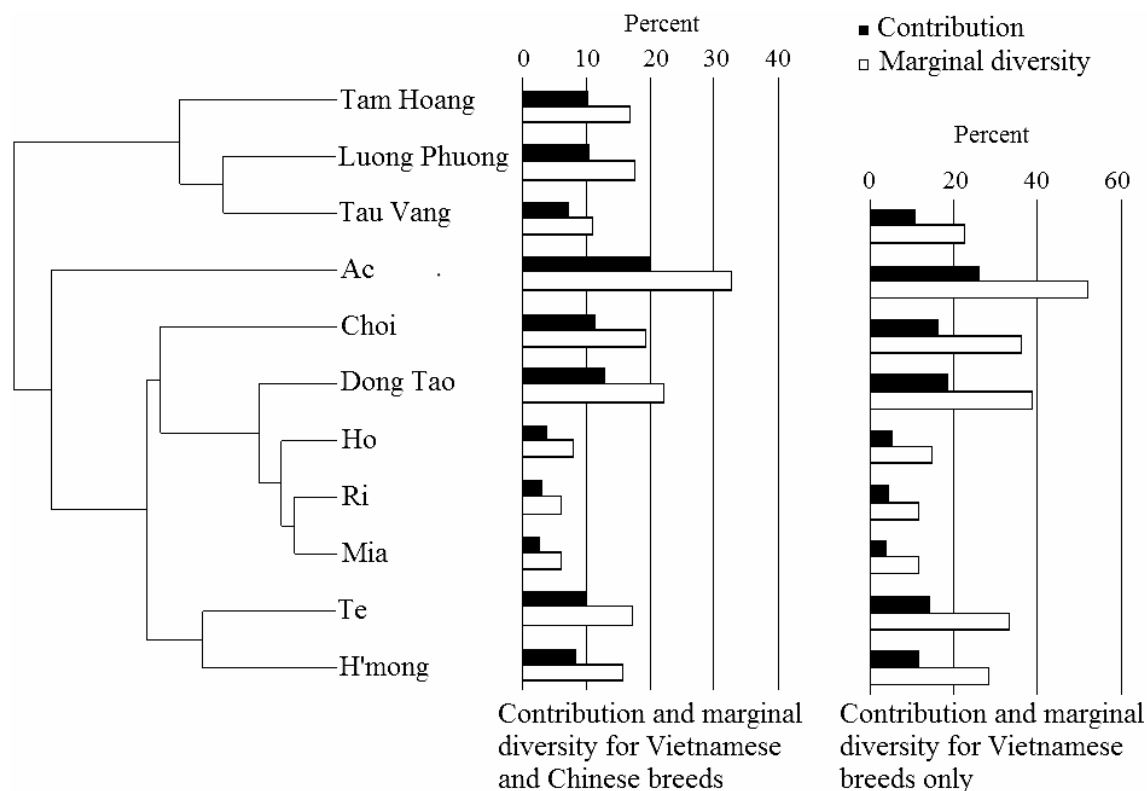 Percent
0 10 20 30 40
Contribution
Marginal diversity
Percent
0 20 40 60
Tam Hoang
Luong Phuong
Tau Vang
Ac
Choi
Dong Tao
Ho
Ri
Mia
Te
H'mong
Contribution and marginal
diversity for Vietnamese
and Chinese breeds
Contribution and marginal
diversity for Vietnamese
breeds only